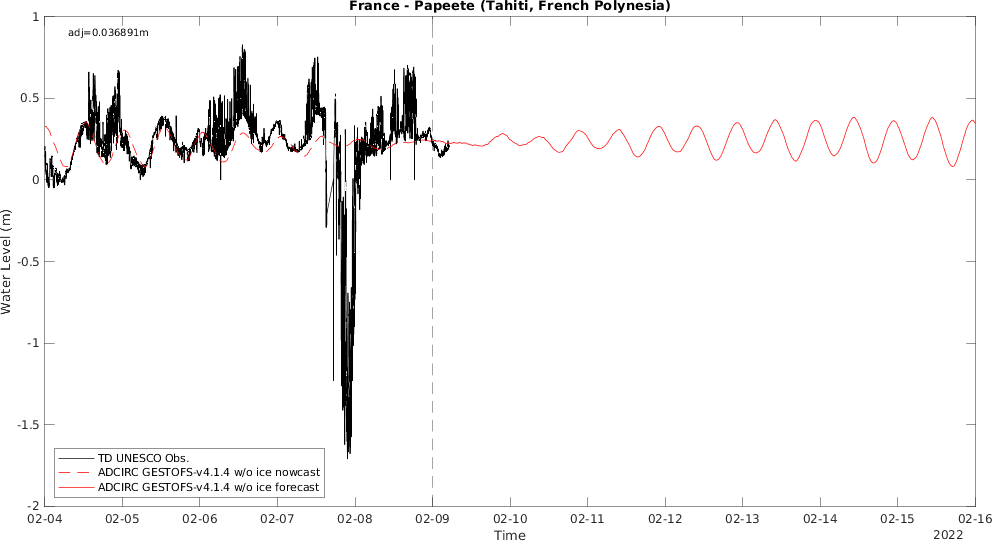 France - Papeete (Tahiti, French Polynesia)
adj=0.036891m
1
0.5
0
-0.5
-1
-1.5
-2
Water Level (m)
TD UNESCO Obs.
ADCIRC GESTOFS-v4.1.4 w/o ice nowcast
ADCIRC GESTOFS-v4.1.4 w/o ice forecast
02-04 02-05 02-06 02-07 02-08 02-09 02-10 02-11 02-12 02-13 02-14 02-15 02-16
Time
2022